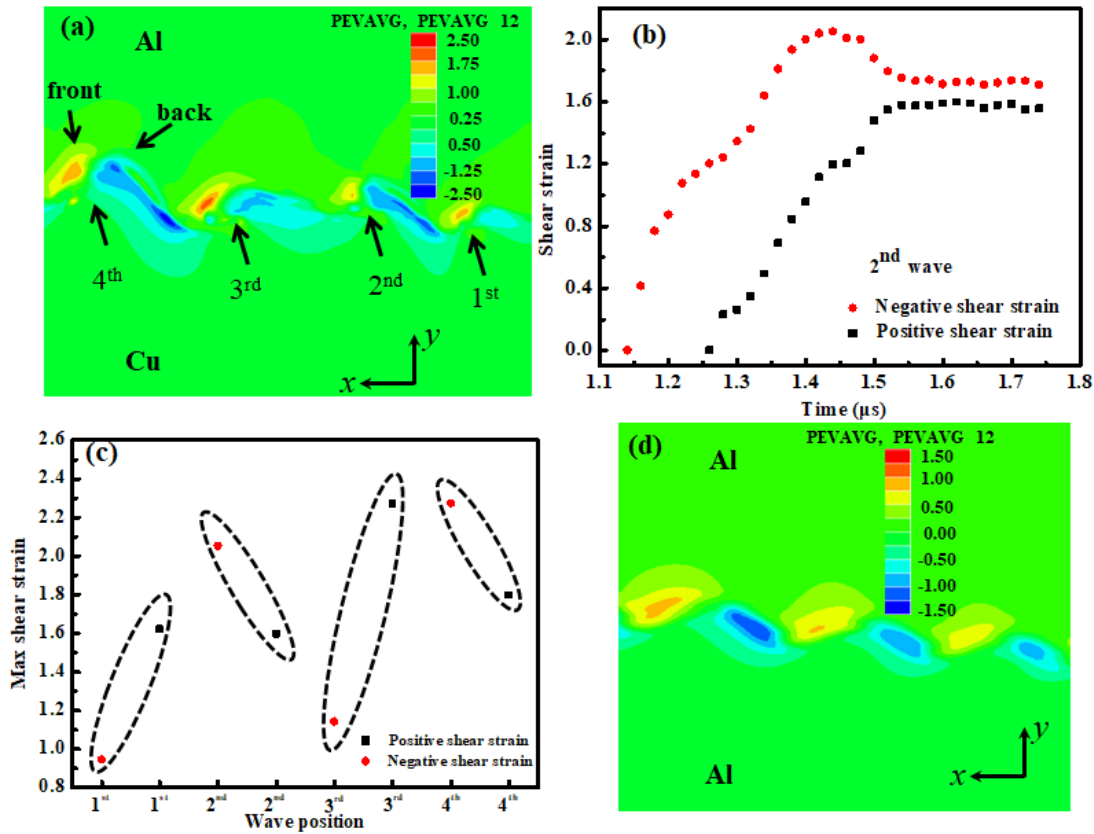 (a)
PEVAVG, PEVAVG 12
Al
2.50
1.75
1.00
0.25
0.50
-1.25
-2.50
front
back
4th
3rd
2nd
1st
Cu
y
x
(b)
Shear strain
2.0
1.6
1.2
0.8
0.4
0.0
2nd wave
Negative shear strain
Positive shear strain
1.1 1.2 1.3 1.4 1.5 1.6 1.7 1.8
Time (μs)
(c)
Max shear strain
2.6
2.4
2.2
2.0
1.8
1.6
1.4
1.2
1.0
0.8
Positive shear strain
Negative shear strain
1st 1st 2nd 2nd 3rd 3rd 4th 4th
Wave position
(d)
PEVAVG, PEVAVG 12
Al
1.50
1.00
0.50
0.00
-0.50
-1.00
-1.50
Al
y
x